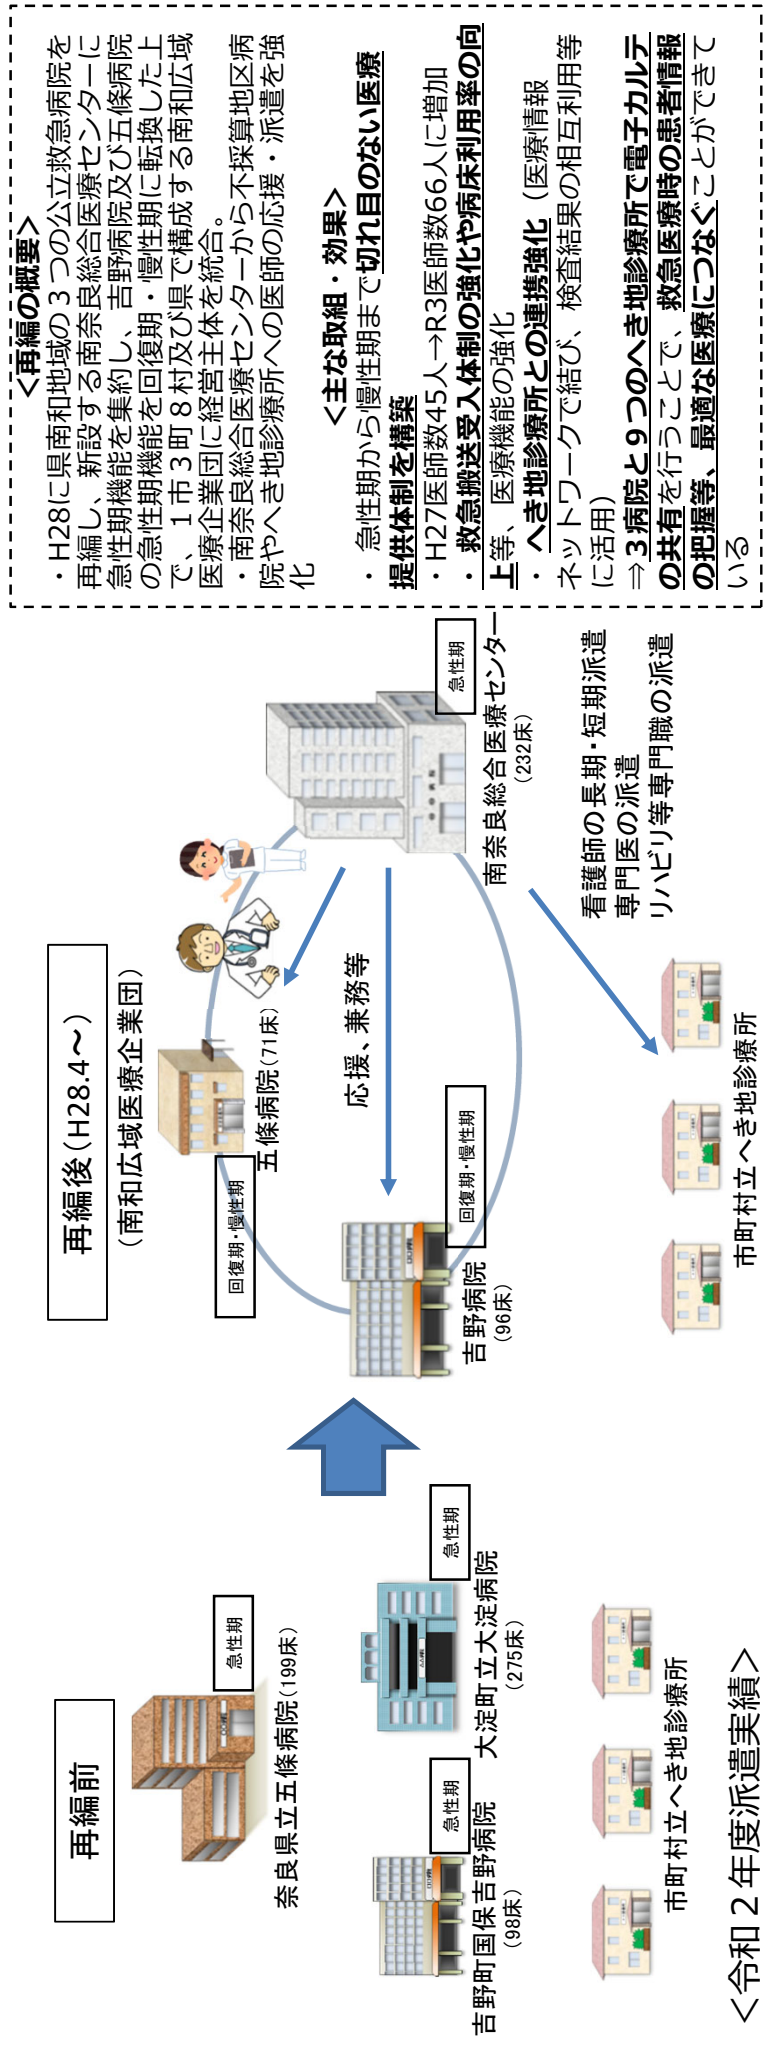 再編前
急性期
奈良県立五條病院(199床)
急性期
吉野町国保吉野病院
(98床)
急性期
大淀町立大淀病院
(275床)
市町村立へき地診療所
＜令和２年度派遣実績＞
再編後(H28.4～)
(南和広域医療企業団)
回復期・慢性期
五條病院(71床)
応援、兼務等
回復期・慢性期
吉野病院
(96床)
急性期
南奈良総合医療センター
(232床)
看護師の長期・短期派遣
専門医の派遣
リハビリ等専門職の派遣
市町村立へき地診療所
＜再編の概要＞
・H28に県南和地域の３つの公立救急病院を
再編し、新設する南奈良総合医療センターに
急性期機能を集約し、吉野病院及び五條病院
の急性期機能を回復期・慢性期に転換した上
で、１市３町８村及び県で構成する南和広域
医療企業団に経営主体を統合。
・南奈良総合医療センターから不採算地区病
院やへき地診療所への医師の応援・派遣を強
化
＜主な取組・効果＞
・ 急性期から慢性期まで切れ目のない医療
提供体制を構築
・H27医師数45人→R3医師数66人に増加
・ 救急搬送受入体制の強化や病床利用率の向
上等、医療機能の強化
・ へき地診療所との連携強化（医療情報
ネットワークで結び、検査結果の相互利用等
に活用）
⇒３病院と９つのへき地診療所で電子カルテ
の共有を行うことで、救急医療時の患者情報
の把握等、最適な医療につなぐことができて
いる